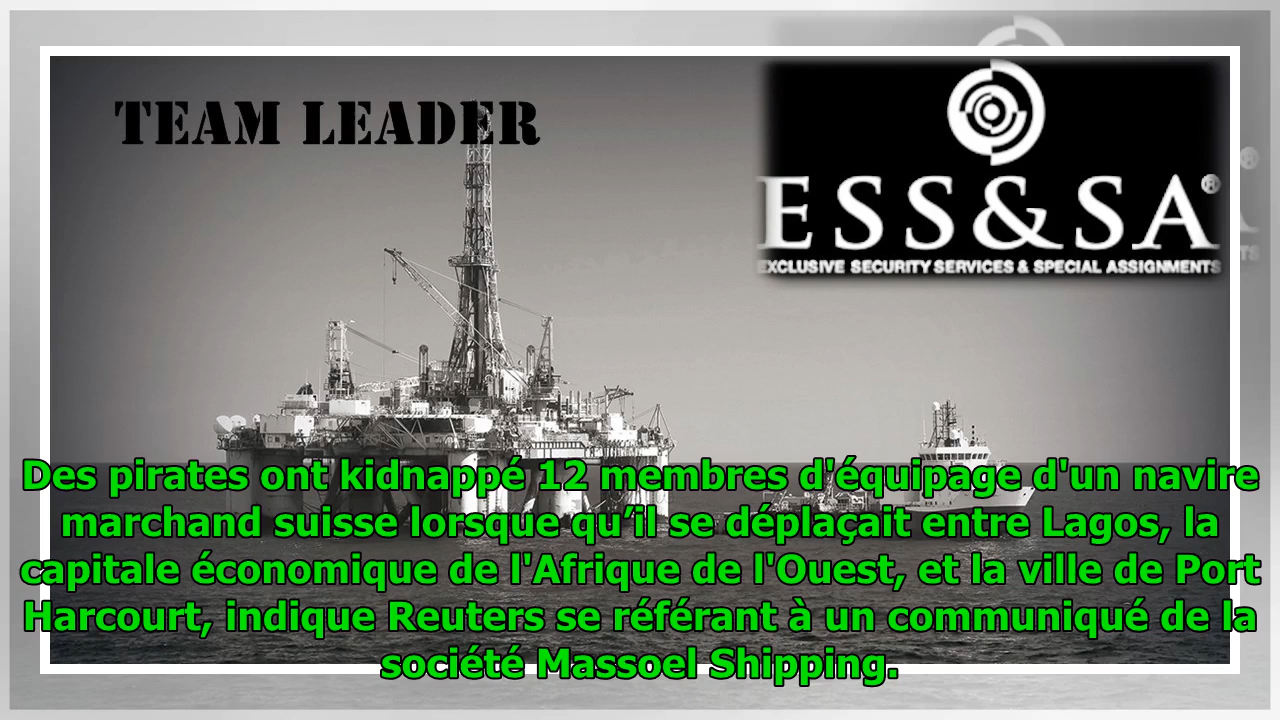 TEAM LEADER
ESS&SA®
EXCLUSIVE SECURITY SERVICES & SPECIAL ASSIGNMENTS
Des pirates ont kidnappé 12 membres d'équipage d'un navire
marchand suisse lorsque qu’il se déplaçait entre Lagos, la
capitale économique de l'Afrique de l'Ouest, et la ville de Port
Harcourt, indique Reuters se référant à un communiqué de la
société Massoel Shipping.